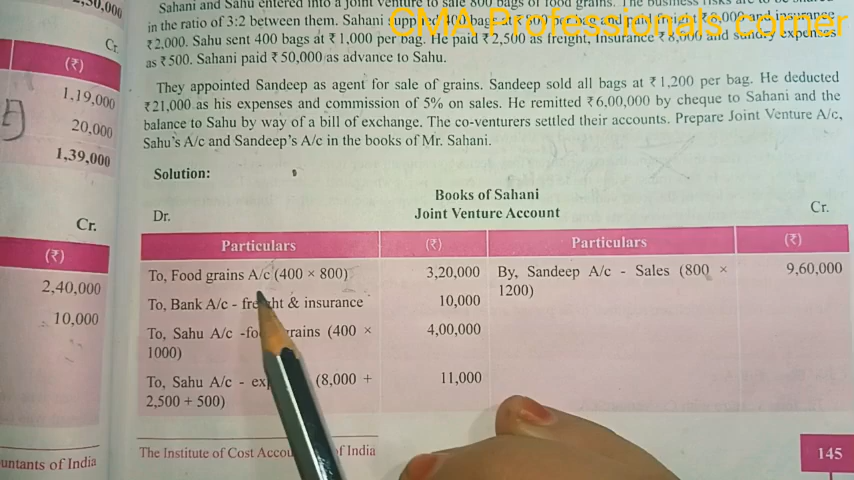 CMA Professionals corner
Sahani and Sahu entered into a joint venture to sale 800 bags of food grains. The business risks are to be shared
in the ratio of 3:2 between them. Sahani supp 400 bag
₹ 2,000. Sahu sent 400 bags at ₹ 1,000 per bag. He paid ₹ 2,500 as freight, Insurance ₹ 8,000 and sundry expenses
as ₹ 500. Sahani paid ₹ 50,000 as advance to Sahu.
They appointed Sandeep as agent for sale of grains. Sandeep sold all bags at ₹ 1,200 per bag. He deducted
₹ 21,000 as his expenses and commission of 5% on sales. He remitted ₹ 6,00,000 by cheque to Sahani and the
balance to Sahu by way of a bill of exchange. The co-venturers settled their accounts. Prepare Joint Venture A/c,
Sahu's A/c and Sandeep's A/c in the books of Mr. Sahani.
Solution:
Books of Sahani
Dr. Joint Venture Account Cr.
Particulars (₹) Particulars (₹)
To, Food grains A/c (400 × 800) 3,20,000 By, Sandeep A/c - Sales (800 × 9,60,000
1200)
To, Bank A/c - freight & insurance 10,000
To, Sahu A/c -fo rains (400 × 4,00,000
1000)
To, Sahu A/c - ex (8,000 + 11,000
2,500 + 500)
The Institute of Cost Accou of India
145
Cr.
(₹)
1,19,000
20,000
1,39,000
Cr.
(₹)
2,40,000
10,000
untants of India